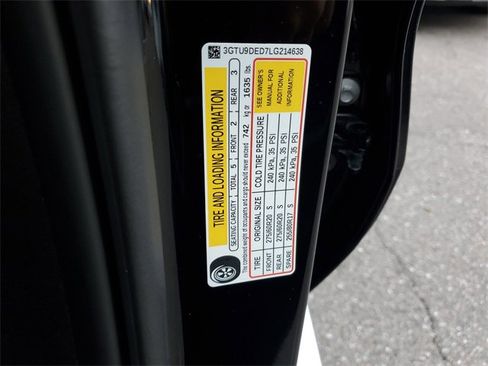 3GTU9DED7LG214638
TIRE AND LOADING INFORMATION
SEATING CAPACITY TOTAL 5 FRONT 2 REAR 3
The combined weight of occupants and cargo should never exceed 742 kg or 1635 lbs.
TIRE ORIGINAL SIZE COLD TIRE PRESSURE
FRONT 275/60R20 S 240 kPa, 35 PSI
REAR 275/60R20 S 240 kPa, 35 PSI
SPARE 255/80R17 S 240 kPa, 35 PSI
SEE OWNER'S
MANUAL FOR
ADDITIONAL
INFORMATION